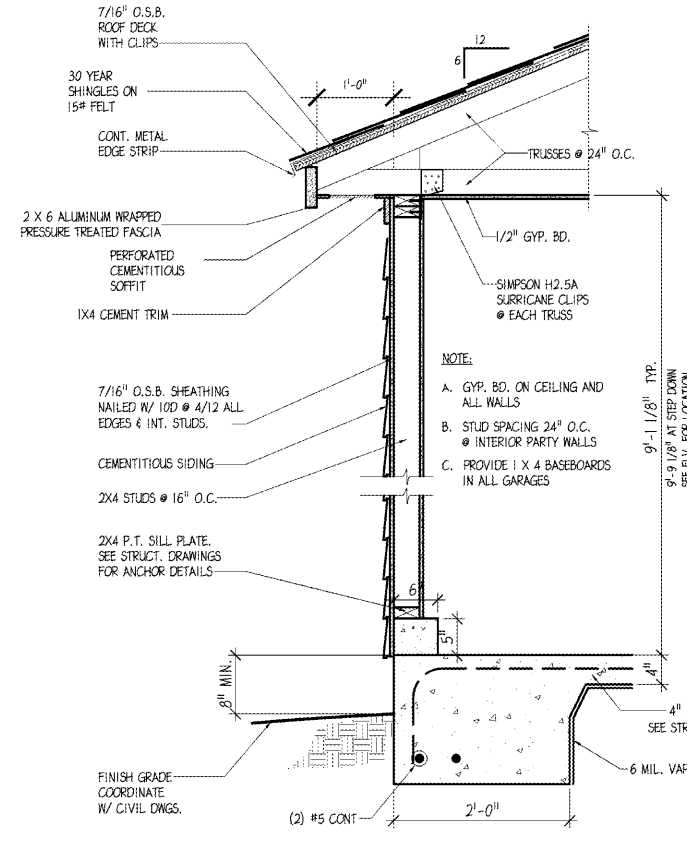 7/16" O.S.B.
ROOF DECK
WITH CLIPS
30 YEAR
SHINGLES ON
15# FELT
CONT. METAL
EDGE STRIP
2 X 6 ALUMINUM WRAPPED
PRESSURE TREATED FASCIA
PERFORATED
CEMENTITIOUS
SOFFIT
1X4 CEMENT TRIM
7/16" O.S.B. SHEATHING
NAILED W/ 10D @ 4/12 ALL
EDGES & INT. STUDS.
CEMENTITIOUS SIDING
2X4 STUDS @ 16" O.C.
2X4 P.T. SILL PLATE.
SEE STRUCT. DRAWINGS
FOR ANCHOR DETAILS
8" MIN.
FINISH GRADE
COORDINATE
W/ CIVIL DWGS.
(2) #5 CONT
1'-0"
12
6
TRUSSES @ 24" O.C.
1/2" GYP. BD.
SIMPSON H2.5A
SURRICANE CLIPS
@ EACH TRUSS
NOTE:
A. GYP. BD. ON CEILING AND
ALL WALLS
B. STUD SPACING 24" O.C.
@ INTERIOR PARTY WALLS
C. PROVIDE 1 X 4 BASEBOARDS
IN ALL GARAGES
9'-1 1/8" TYP.
9'-9 1/8" AT STEP DOWN
SEE ELV. FOR LOCATION
6"
5"
4"
4"
SEE STR
6 MIL. VAP
2'-0"